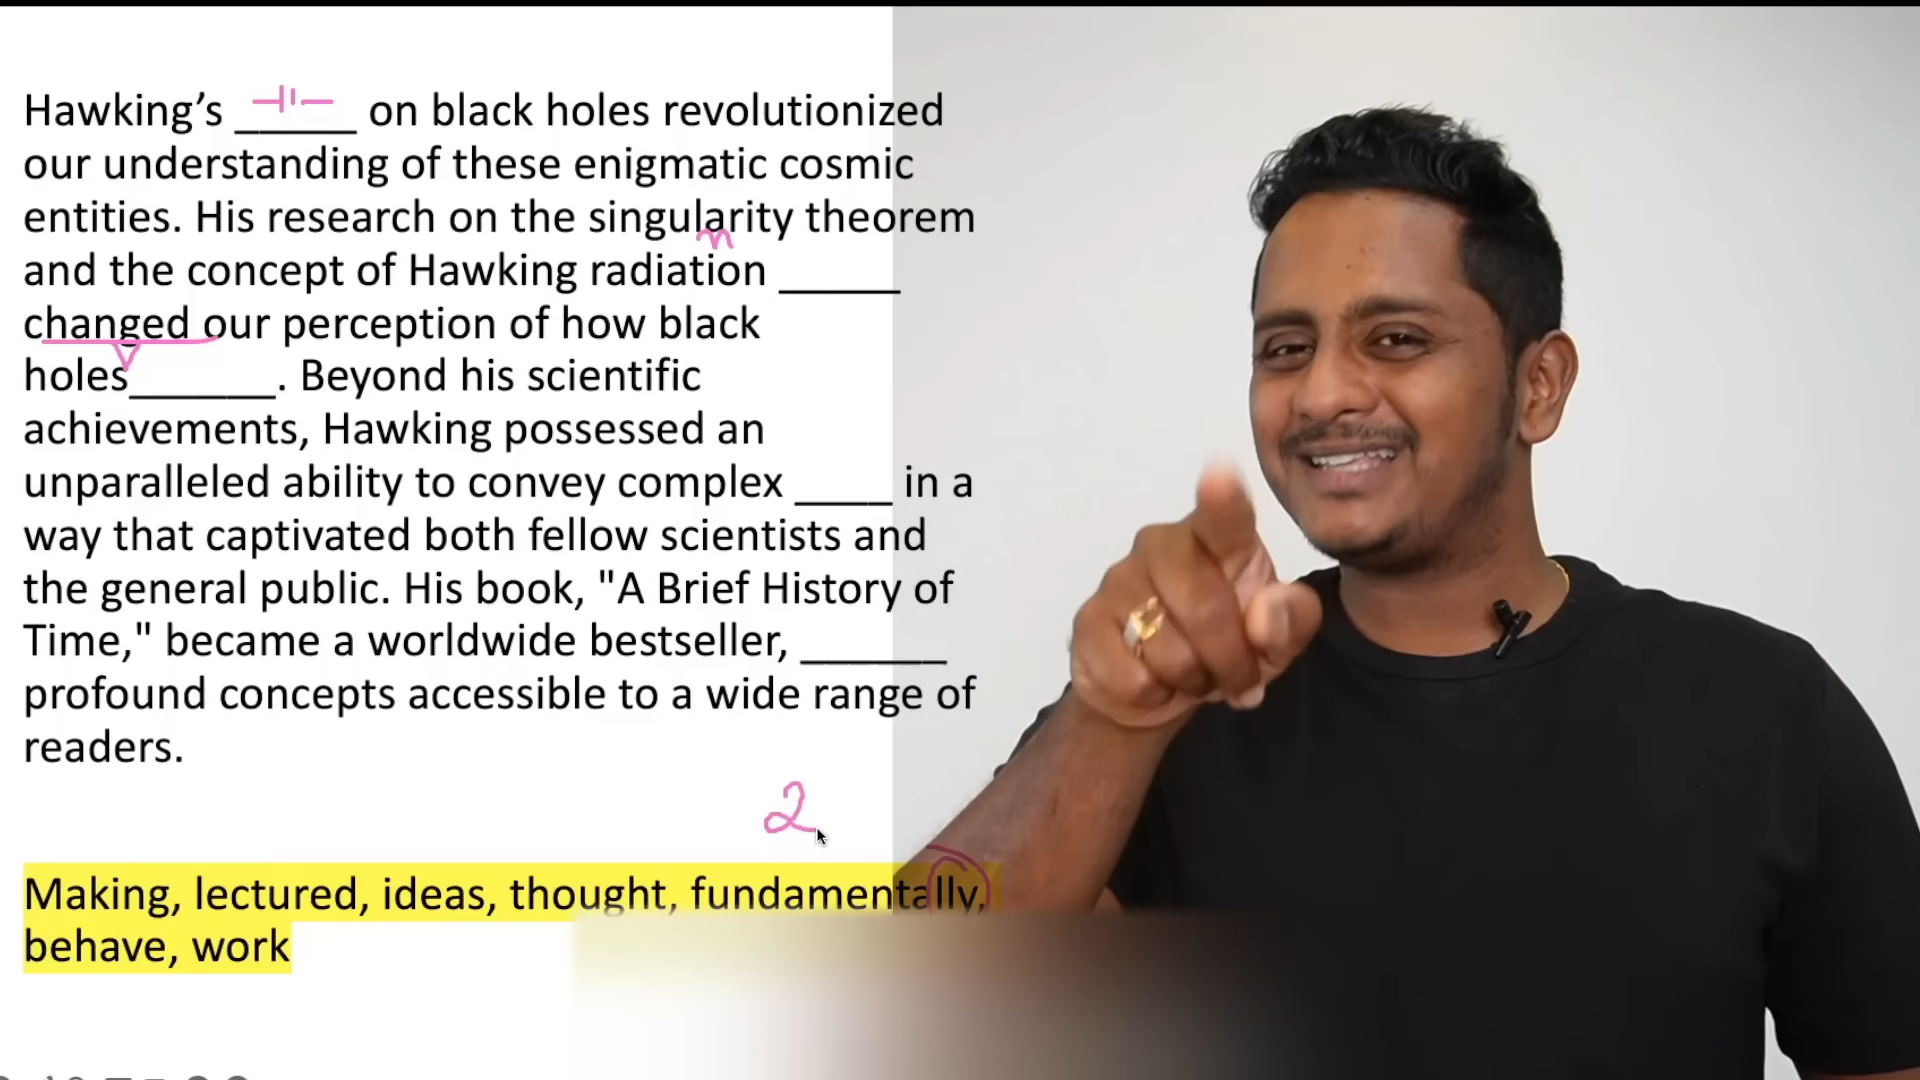 Hawking’s _____ on black holes revolutionized
our understanding of these enigmatic cosmic
entities. His research on the singularity theorem
and the concept of Hawking radiation _____
changed our perception of how black
holes______. Beyond his scientific
achievements, Hawking possessed an
unparalleled ability to convey complex ____ in a
way that captivated both fellow scientists and
the general public. His book, "A Brief History of
Time," became a worldwide bestseller, ______
profound concepts accessible to a wide range of
readers.
2
Making, lectured, ideas, thought, fundamentally,
behave, work